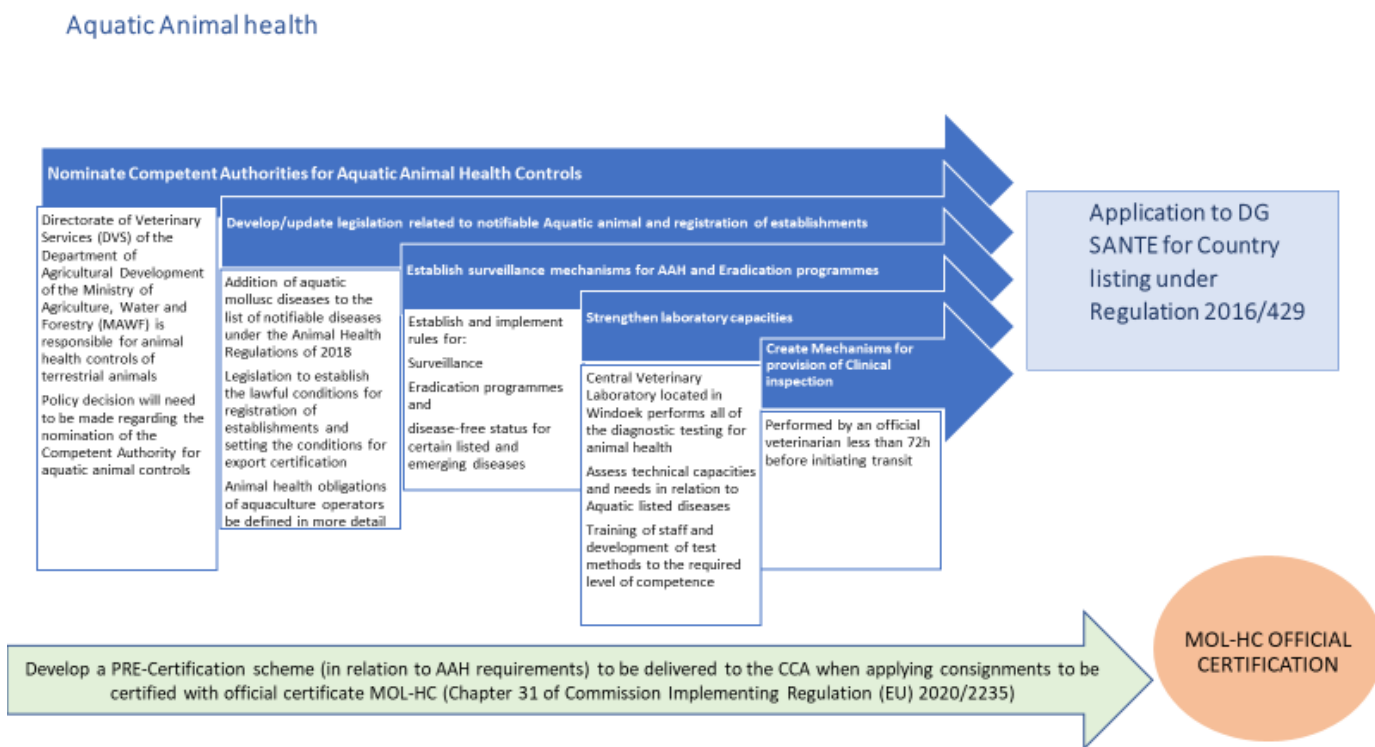 Aquatic Animal health
Nominate Competent Authorities for Aquatic Animal Health Controls
Directorate of Veterinary
Services (DVS) of the
Department of
Agricultural Development
of the Ministry of
Agriculture, Water and
Forestry (MAWF) is
responsible for animal
health controls of
terrestrial animals
Policy decision will need
to be made regarding the
nomination of the
Competent Authority for
aquatic animal controls
Develop/update legislation related to notifiable Aquatic animal and registration of establishments
Addition of aquatic
mollusc diseases to the
list of notifiable diseases
under the Animal Health
Regulations of 2018
Legislation to establish
the lawful conditions for
registration of
establishments and
setting the conditions for
export certification
Animal health obligations
of aquaculture operators
be defined in more detail
Establish surveillance mechanisms for AAH and Eradication programmes
Establish and implement
rules for:
Surveillance
Eradication programmes
and
disease-free status for
certain listed and
emerging diseases
Strengthen laboratory capacities
Central Veterinary
Laboratory located in
Windoek performs all of
the diagnostic testing for
animal health
Assess technical capacities
and needs in relation to
Aquatic listed diseases
Training of staff and
development of test
methods to the required
level of competence
Create Mechanisms for
provision of Clinical
inspection
Performed by an official
veterinarian less than 72h
before initiating transit
Application to DG
SANTE for Country
listing under
Regulation 2016/429
Develop a PRE-Certification scheme (in relation to AAH requirements) to be delivered to the CCA when applying consignments to be
certified with official certificate MOL-HC (Chapter 31 of Commission Implementing Regulation (EU) 2020/2235)
MOL-HC OFFICIAL
CERTIFICATION